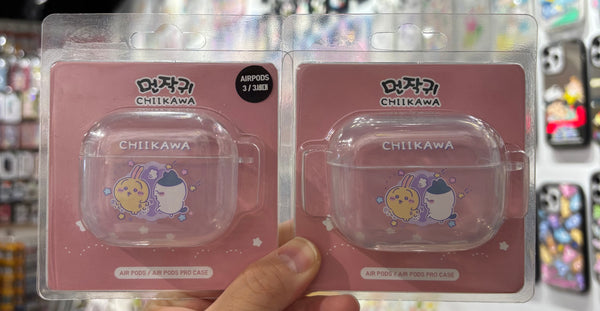 먼작귀
CHIIKAWA
AIRPODS
3 / 3세대
CHIIKAWA
AIR PODS / AIR PODS PRO CASE
먼작귀
CHIIKAWA
CHIIKAWA
AIR PODS / AIR PODS PRO CASE